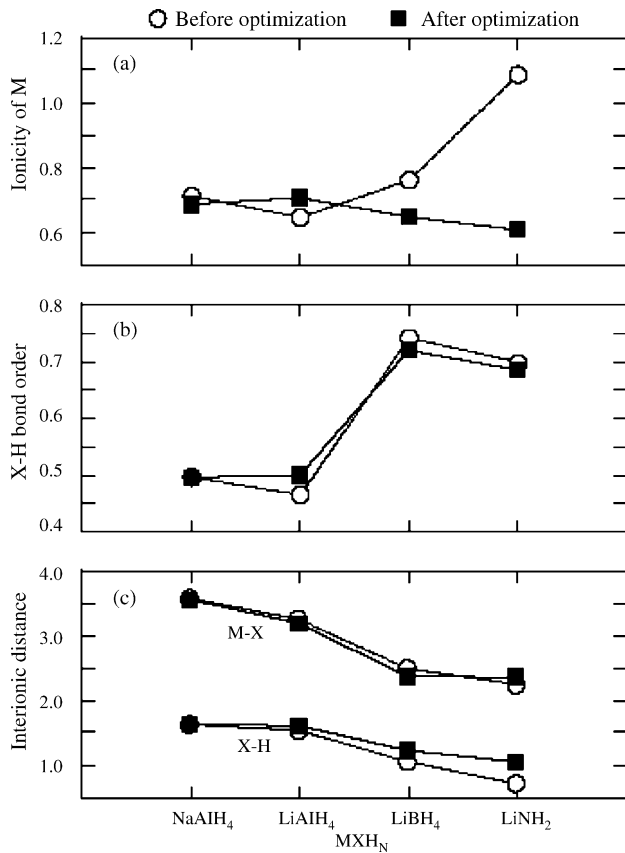 Before optimization After optimization
(a)
Ionicity of M
1.2
1.0
0.8
0.6
(b)
X-H bond order
0.8
0.7
0.6
0.5
0.4
(c)
Interionic distance
4.0
3.0
2.0
1.0
M-X
X-H
NaAlH4 LiAlH4 LiBH4 LiNH2
MXHN